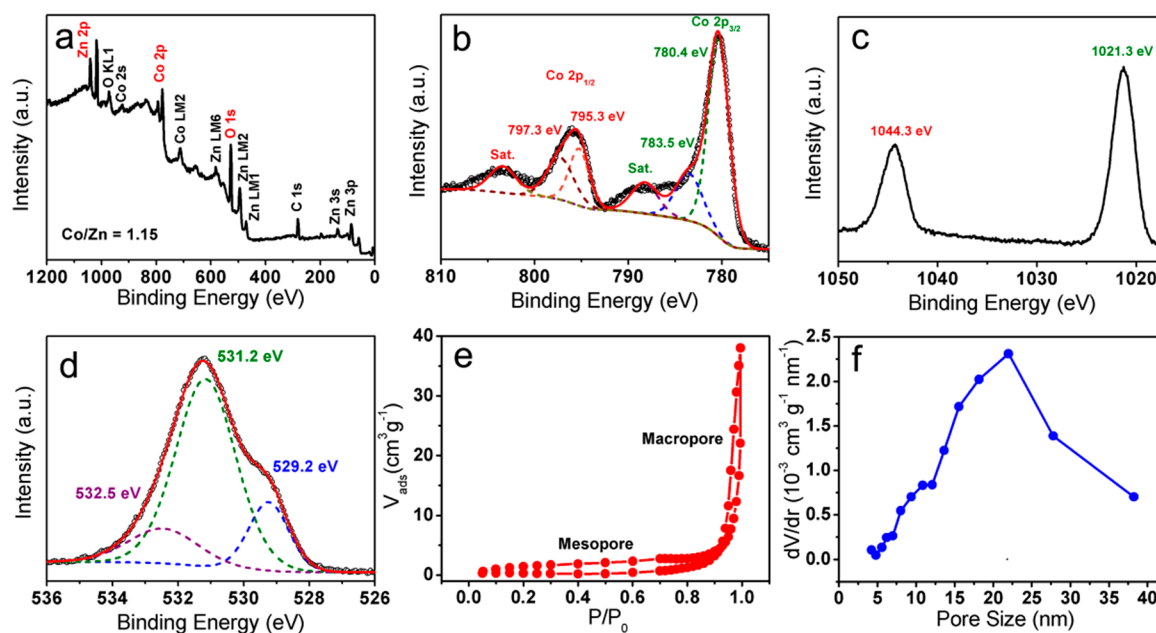 a
Zn 2p
O KL1
Co 2s
Co 2p
Co LM2
Zn LM6
O 1s
Zn LM2
Zn LM1
C 1s
Zn 3s
Zn 3p
Co/Zn = 1.15
Intensity (a.u.)
1200 1000 800 600 400 200 0
Binding Energy (eV)
b
Co 2p3/2
780.4 eV
Co 2p1/2
797.3 eV
795.3 eV
783.5 eV
Sat.
Sat.
Intensity (a.u.)
810 800 790 780
Binding Energy (eV)
c
1021.3 eV
1044.3 eV
Intensity (a.u.)
1050 1040 1030 1020
Binding Energy (eV)
d
531.2 eV
529.2 eV
532.5 eV
Intensity (a.u.)
536 534 532 530 528 526
Binding Energy (eV)
e
40
30
20
10
0
Vads(cm3g-1)
Macropore
Mesopore
0.0 0.2 0.4 0.6 0.8 1.0
P/P0
f
2.5
2.0
1.5
1.0
0.5
0.0
dV/dr (10-3 cm3 g-1 nm-1)
0 5 10 15 20 25 30 35 40
Pore Size (nm)